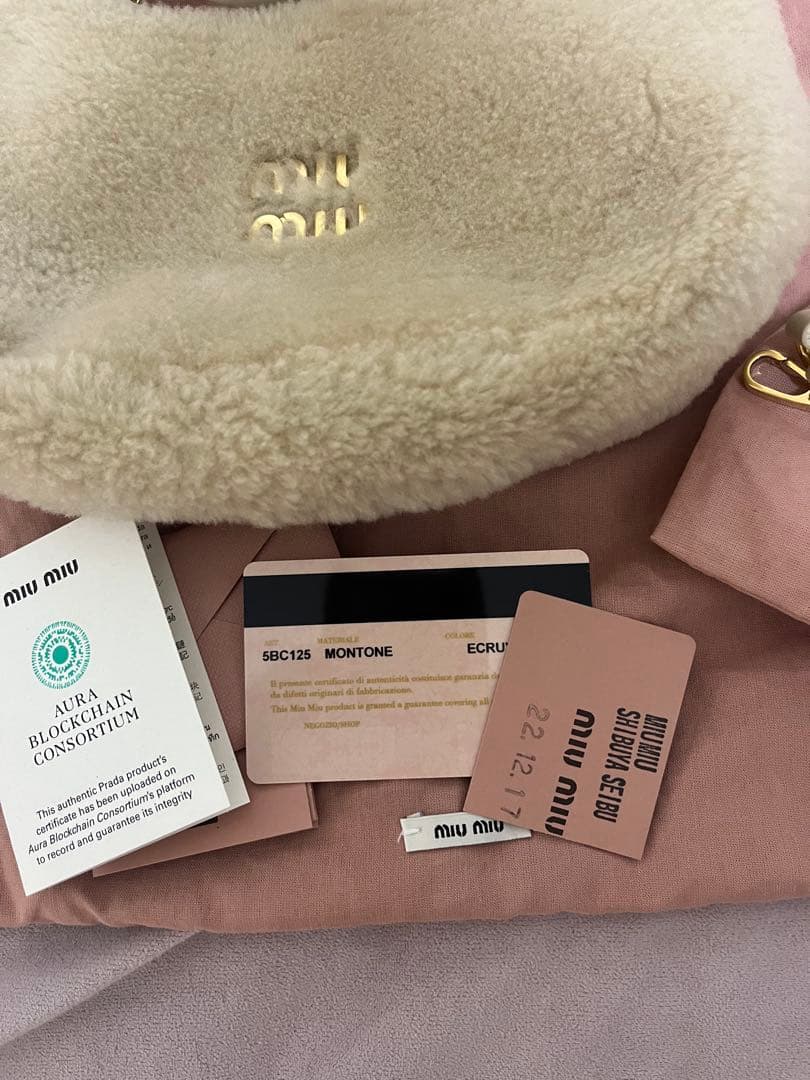 miu
miu
MIU MIU
AURA
BLOCKCHAIN
CONSORTIUM
This authentic Prada product's
certificate has been uploaded on
Aura Blockchain Consortium's platform
to record and guarantee its integrity
ART MATERIALE COLORE
5BC125 MONTONE ECRU
Il presente certificato di autenticità costituisce garanzia
da difetti originari di fabbricazione.
This Miu Miu product is granted a guarantee covering all
NEGOZIO/SHOP
MIU MIU
SHIBUYA SEIBU
MIU MIU
22.12.17
MIU MIU